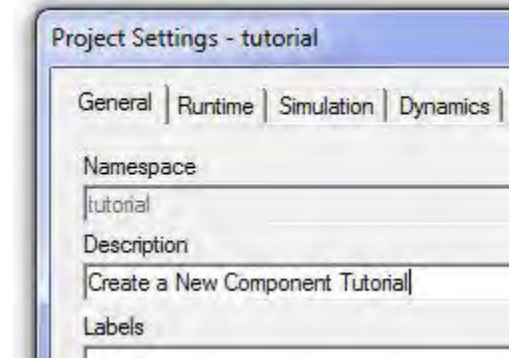 Project Settings - tutorial
General Runtime Simulation Dynamics
Namespace
tutorial
Description
Create a New Component Tutorial
Labels